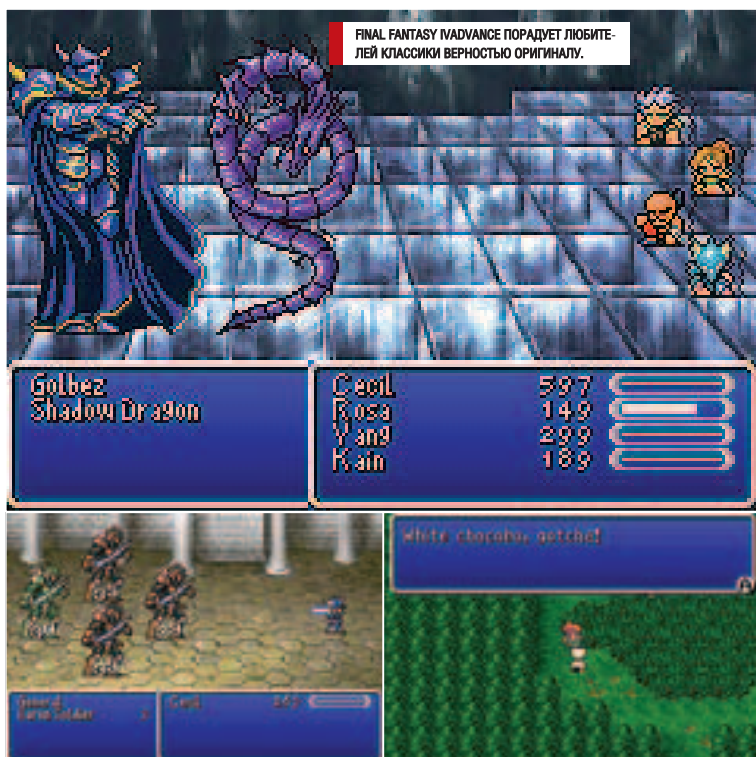 FINAL FANTASY IVADVANCE ПОРАДУЕТ ЛЮБИТЕ-
ЛЕЙ КЛАССИКИ ВЕРНОСТЬЮ ОРИГИНАЛУ.
Golbez
Shadow Dragon
Cecil 597
Rosa 149
Yang 299
Kain 189
White chocobo, gotcha!
General
Cecil